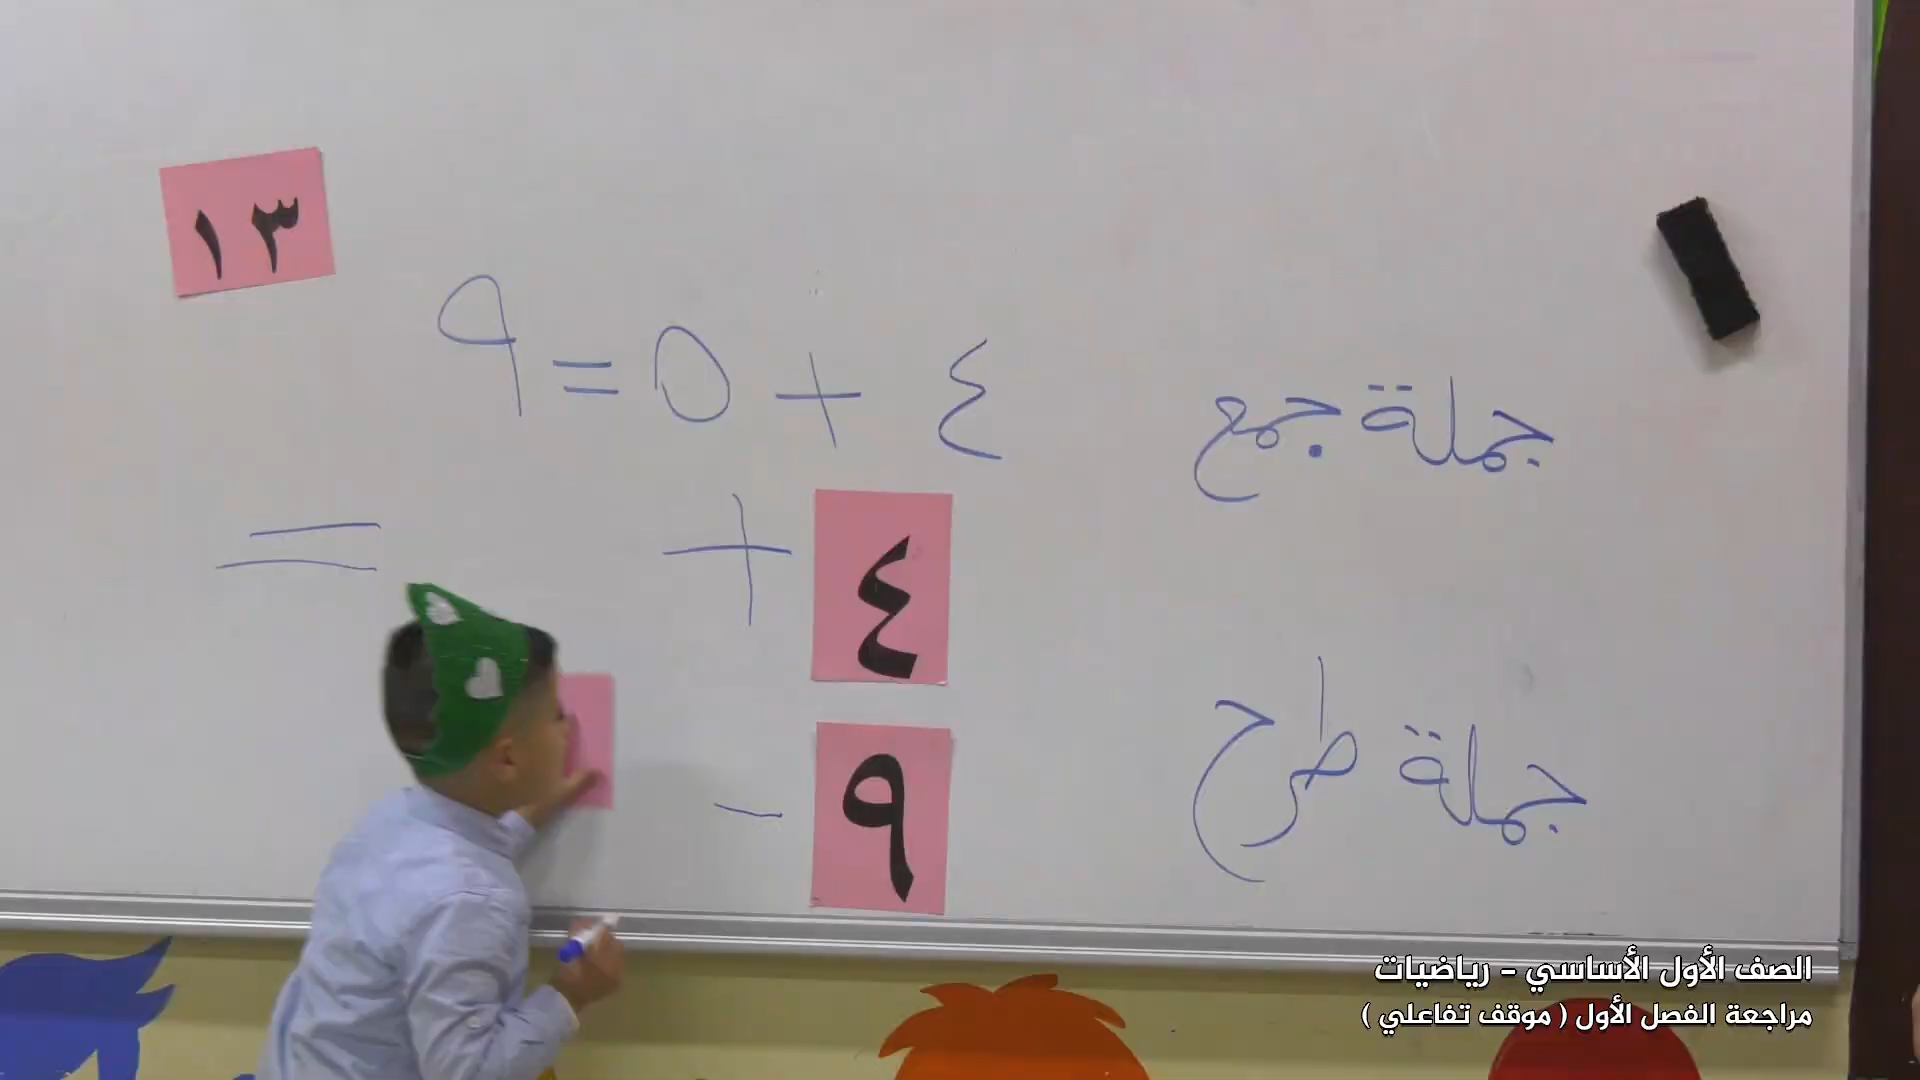 ١٣
٤ + ٥ = ٩
جملة جمع
٤ + =
جملة طرح
٩ -
الصف الأول الأساسي - رياضيات
مراجعة الفصل الأول ( موقف تفاعلي )